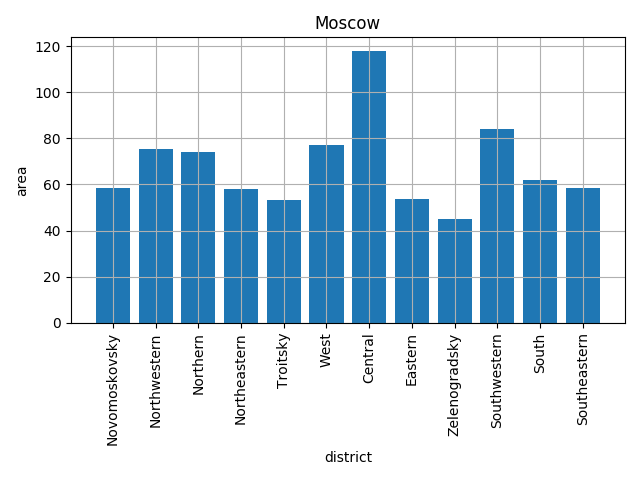 Moscow
area
120
100
80
60
40
20
0
Novomoskovsky
Northwestern
Northern
Northeastern
Troitsky
West
Central
Eastern
Zelenogradsky
Southwestern
South
Southeastern
district